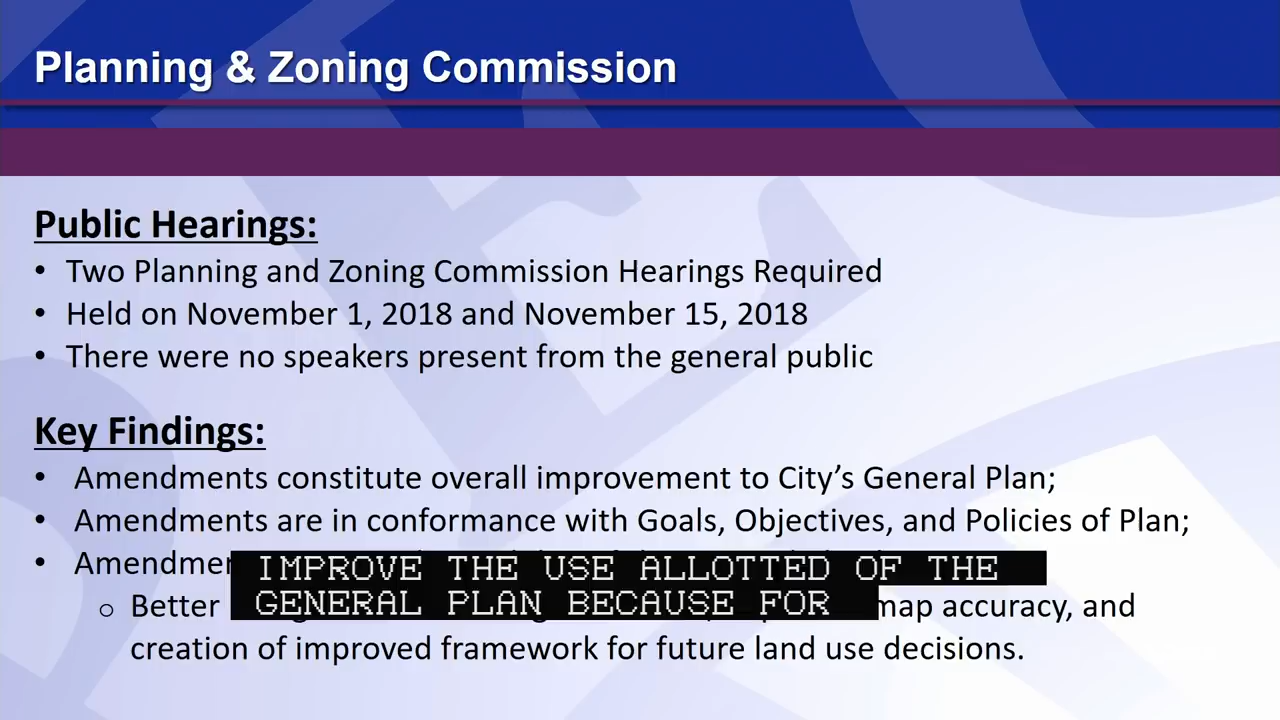 Planning & Zoning Commission
Public Hearings:
• Two Planning and Zoning Commission Hearings Required
• Held on November 1, 2018 and November 15, 2018
• There were no speakers present from the general public
Key Findings:
• Amendments constitute overall improvement to City’s General Plan;
• Amendments are in conformance with Goals, Objectives, and Policies of Plan;
• Amendmen
IMPROVE THE USE ALLOTTED OF THE
GENERAL PLAN BECAUSE FOR
o Better map accuracy, and
creation of improved framework for future land use decisions.